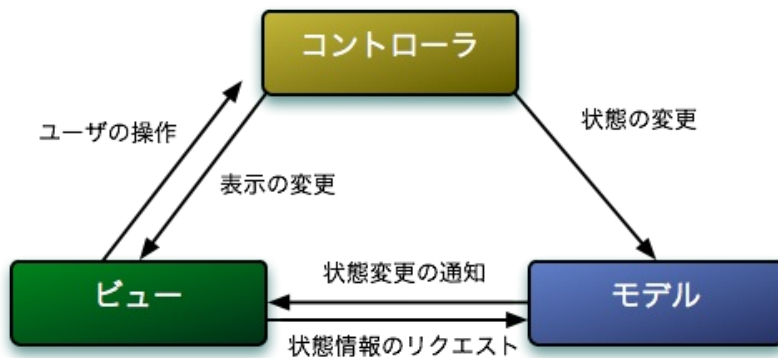 コントローラ
ユーザの操作
状態の変更
表示の変更
状態変更の通知
ビュー
モデル
状態情報のリクエスト